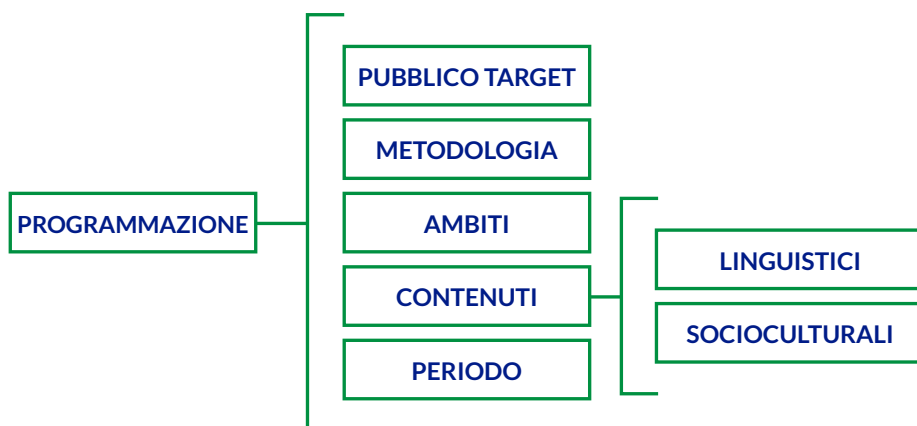 PUBBLICO TARGET
METODOLOGIA
PROGRAMMAZIONE
AMBITI
CONTENUTI
PERIODO
LINGUISTICI
SOCIOCULTURALI